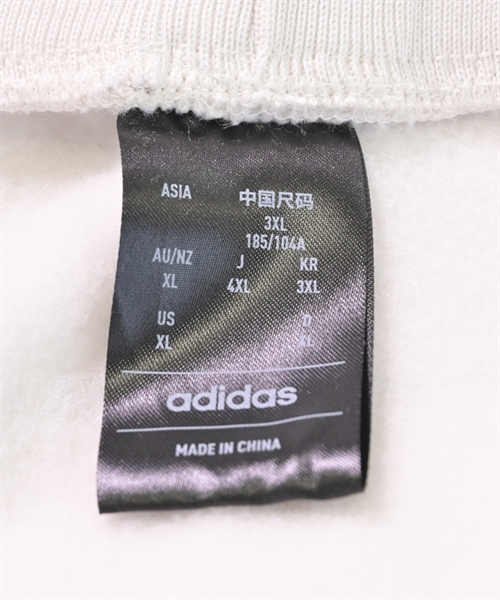 ASIA 中国尺码
3XL
185/104A
AU/NZ J KR
XL 4XL 3XL
US D
XL XL
adidas
MADE IN CHINA